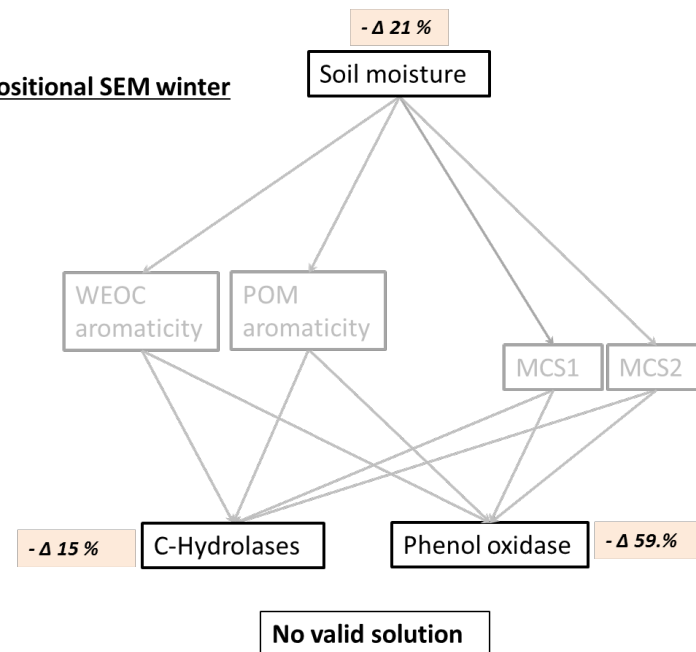 - Δ 21 %
Soil moisture
ositional SEM winter
WEOC
aromaticity
POM
aromaticity
MCS1
MCS2
- Δ 15 %
C-Hydrolases
Phenol oxidase
- Δ 59.%
No valid solution